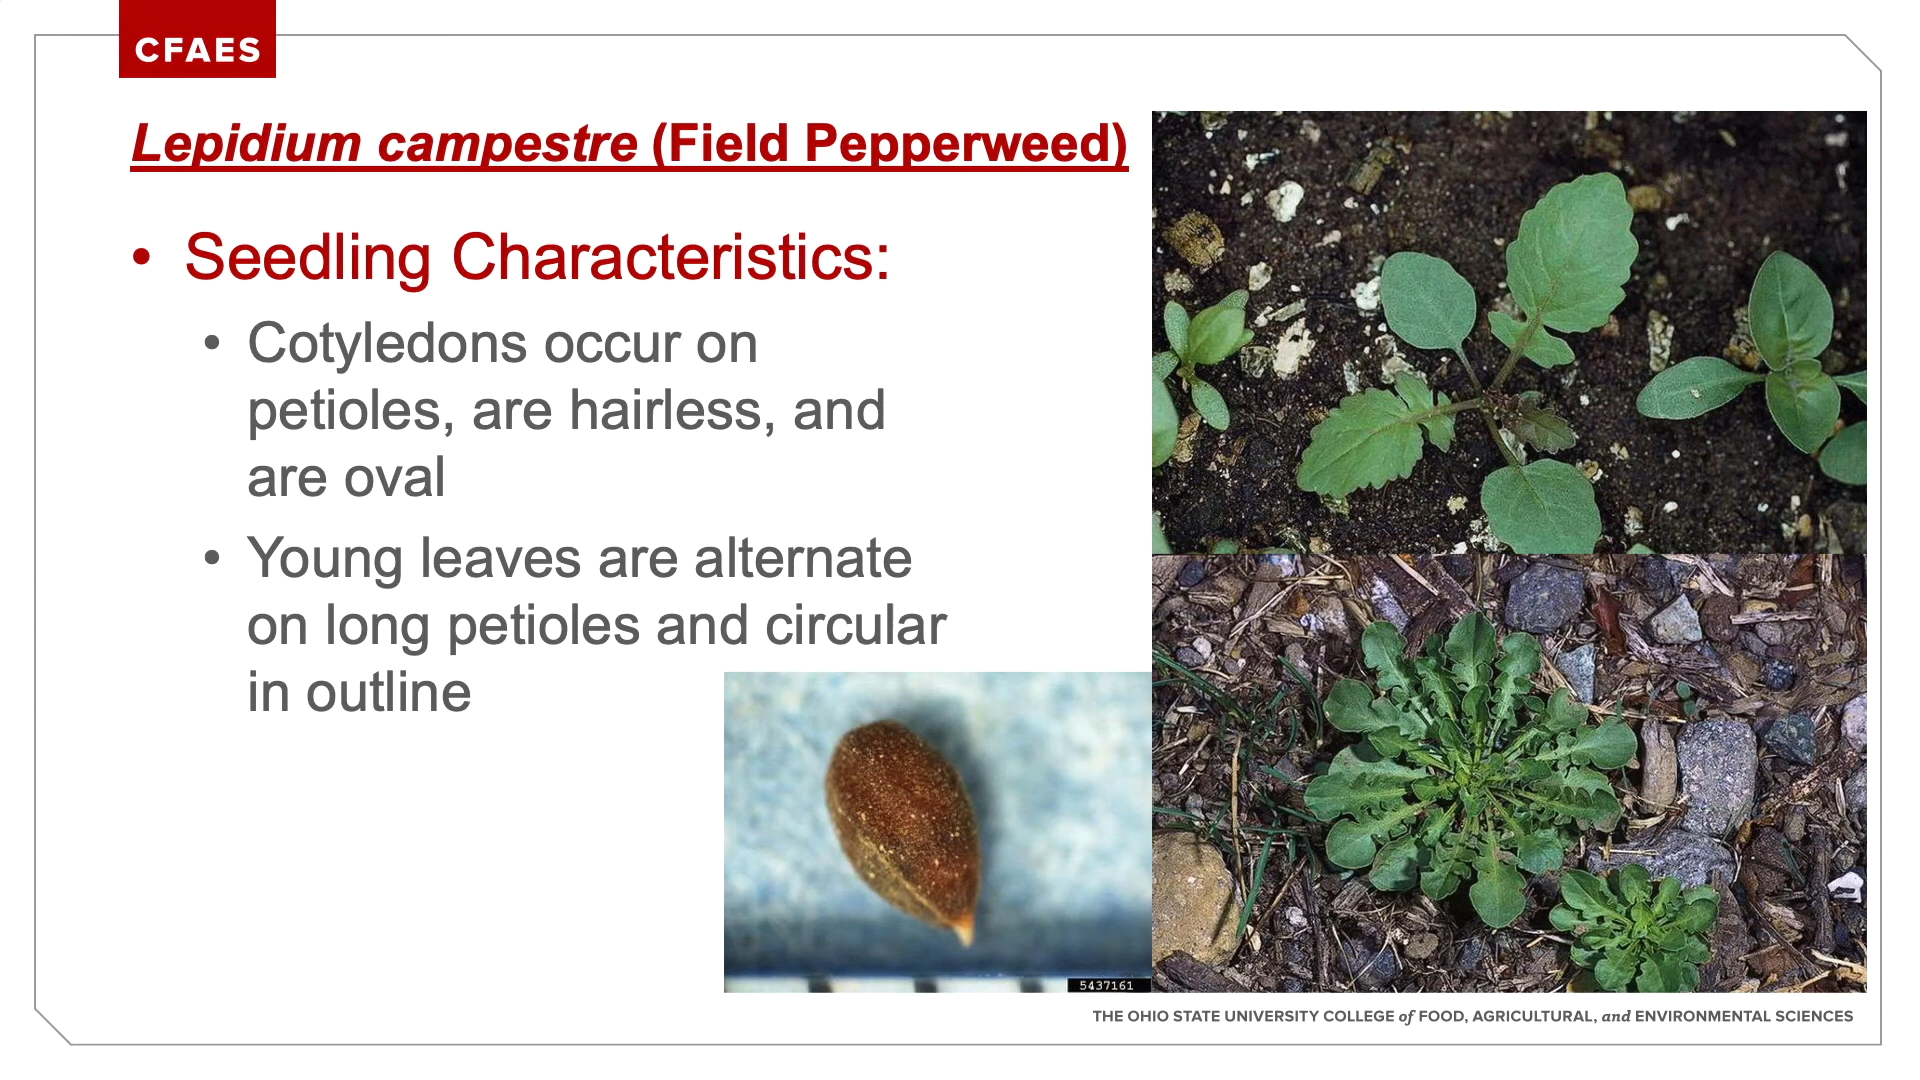 CFAES
Lepidium campestre (Field Pepperweed)
• Seedling Characteristics:
• Cotyledons occur on
petioles, are hairless, and
are oval
• Young leaves are alternate
on long petioles and circular
in outline
5437161
THE OHIO STATE UNIVERSITY COLLEGE of FOOD, AGRICULTURAL, and ENVIRONMENTAL SCIENCES